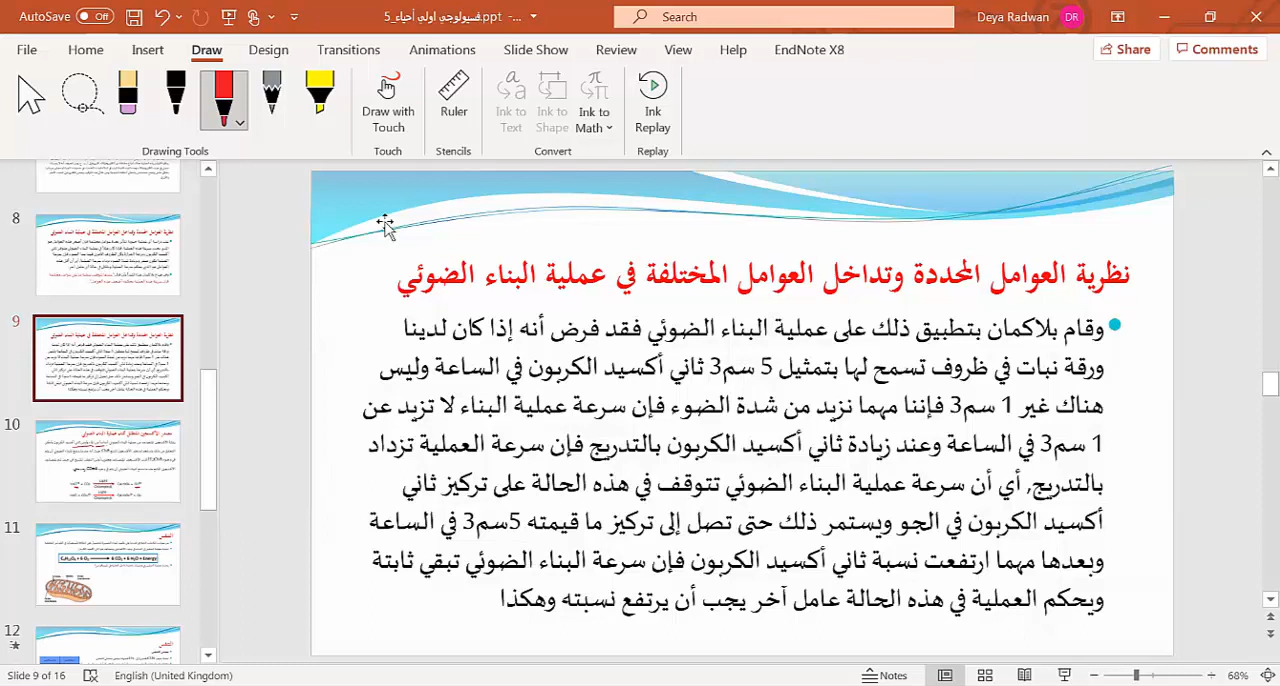 AutoSave Off فسيولوجي اولي أحياء_5.ppt -... Search Deya Radwan DR
File Home Insert Draw Design Transitions Animations Slide Show Review View Help EndNote X8 Share Comments
Draw with Touch Ruler Ink to Text Ink to Shape Ink to Math Ink Replay
Drawing Tools Touch Stencils Convert Replay
8
9
10
11
التنفس
12
التنفس
نظرية العوامل المحددة وتداخل العوامل المختلفة في عملية البناء الضوئي
وقام بلاكمان بتطبيق ذلك على عملية البناء الضوئي فقد فرض أنه إذا كان لدينا
ورقة نبات في ظروف تسمح لها بتمثيل 5 سم3 ثاني أكسيد الكربون في الساعة وليس
هناك غير 1 سم3 فإننا مهما نزيد من شدة الضوء فإن سرعة عملية البناء لا تزيد عن
1 سم3 في الساعة وعند زيادة ثاني أكسيد الكربون بالتدريج فإن سرعة العملية تزداد
بالتدريج, أي أن سرعة عملية البناء الضوئي تتوقف في هذه الحالة على تركيز ثاني
أكسيد الكربون في الجو ويستمر ذلك حتى تصل إلى تركيز ما قيمته 5سم3 في الساعة
وبعدها مهما ارتفعت نسبة ثاني أكسيد الكربون فإن سرعة البناء الضوئي تبقي ثابتة
ويحكم العملية في هذه الحالة عامل آخر يجب أن يرتفع نسبته وهكذا
Slide 9 of 16 English (United Kingdom) Notes 68%